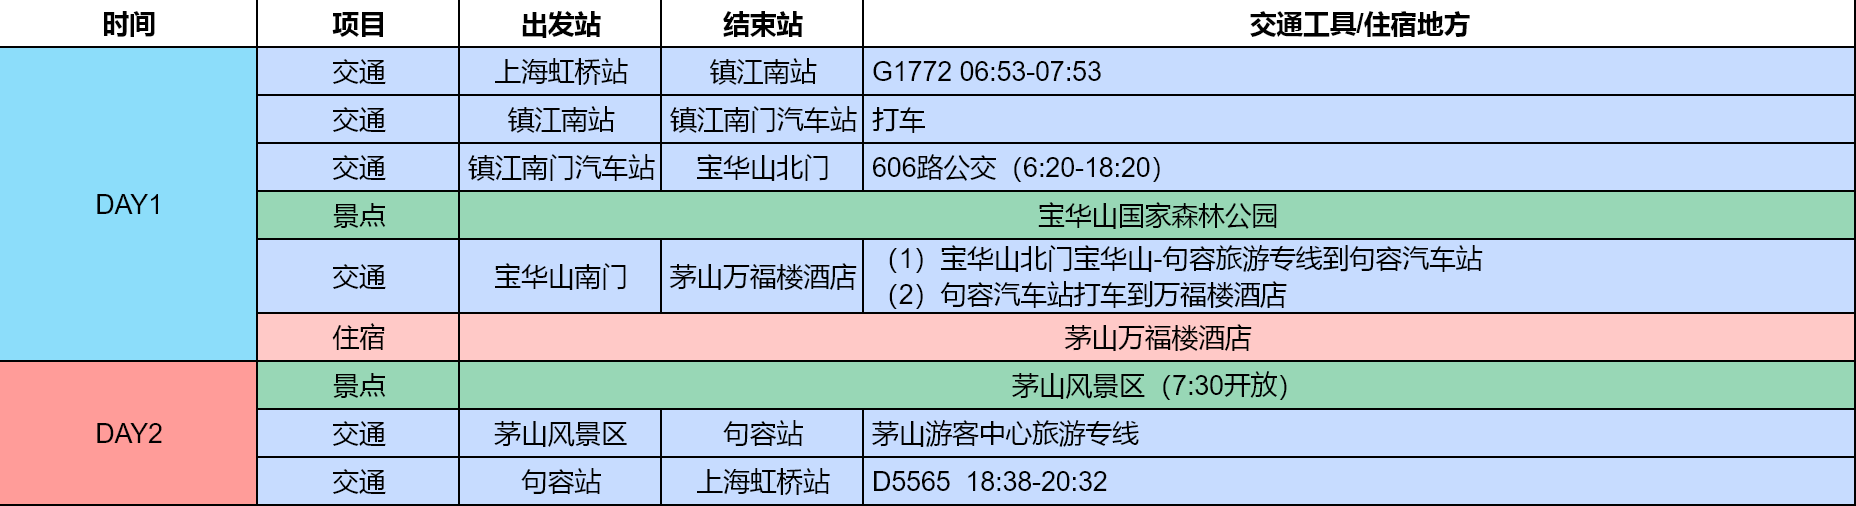 时间 项目 出发站 结束站 交通工具/住宿地方
DAY1
交通 上海虹桥站 镇江南站 G1772 06:53-07:53
交通 镇江南站 镇江南门汽车站 打车
交通 镇江南门汽车站 宝华山北门 606路公交（6:20-18:20）
景点 宝华山国家森林公园
交通 宝华山南门 茅山万福楼酒店 （1）宝华山北门宝华山-句容旅游专线到句容汽车站
（2）句容汽车站打车到万福楼酒店
住宿 茅山万福楼酒店
DAY2
景点 茅山风景区（7:30开放）
交通 茅山风景区 句容站 茅山游客中心旅游专线
交通 句容站 上海虹桥站 D5565 18:38-20:32